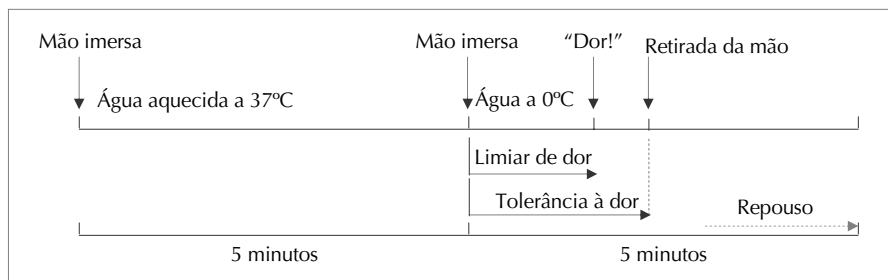 Mão imersa
Mão imersa
“Dor!”
Retirada da mão
Água aquecida a 37ºC
Água a 0ºC
Limiar de dor
Tolerância à dor
Repouso
5 minutos
5 minutos